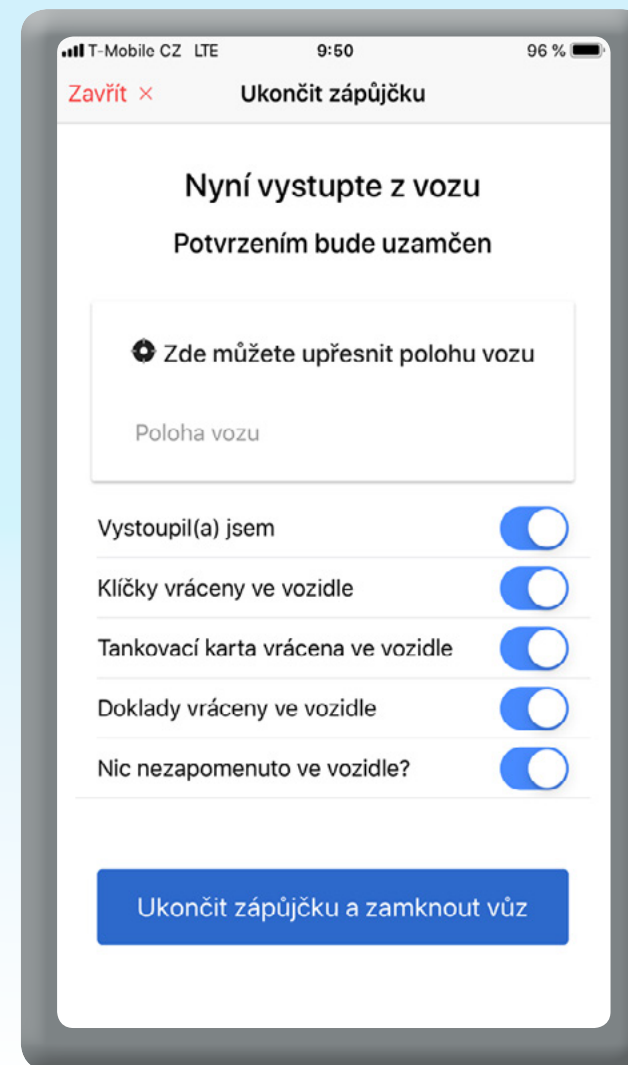 T-Mobile CZ LTE 9:50 96 %
Zavřít × Ukončit zápůjčku
Nyní vystupte z vozu
Potvrzením bude uzamčen
Zde můžete upřesnit polohu vozu
Poloha vozu
Vystoupil(a) jsem
Klíčky vráceny ve vozidle
Tankovací karta vrácena ve vozidle
Doklady vráceny ve vozidle
Nic nezapomenuto ve vozidle?
Ukončit zápůjčku a zamknout vůz